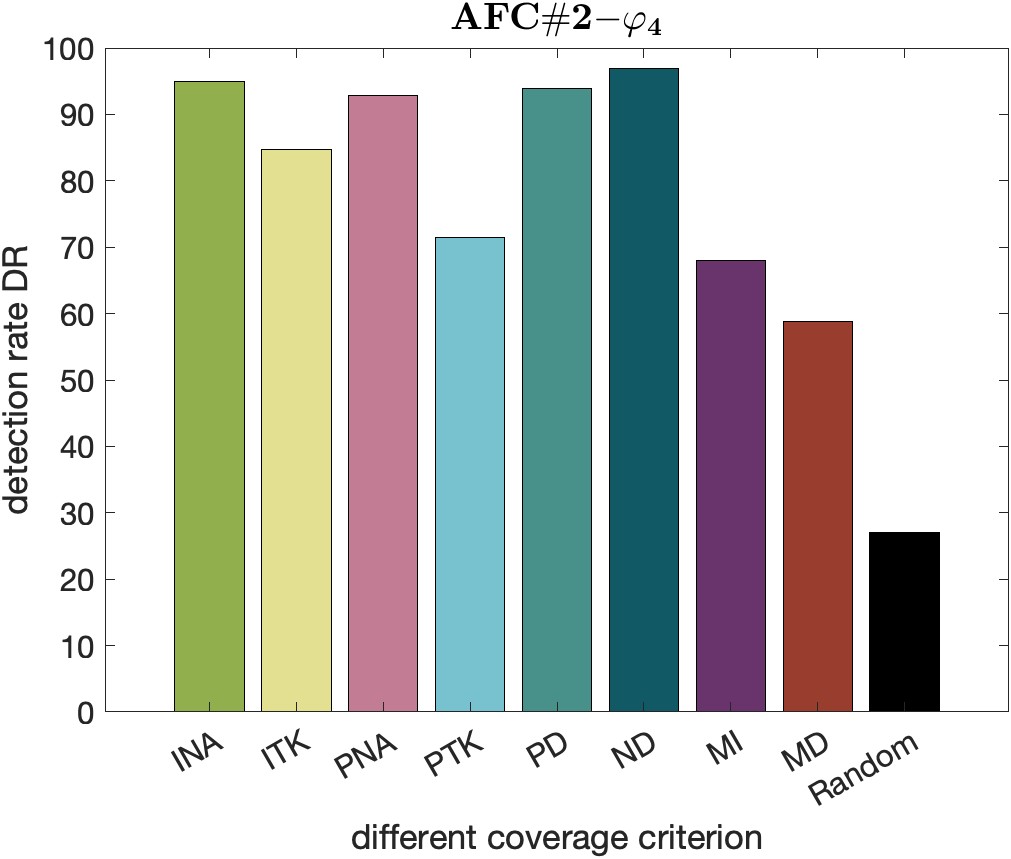 AFC#2−φ₄
100
90
80
70
60
50
40
30
20
10
0
detection rate DR
INA
ITK
PNA
PTK
PD
ND
MI
MD
Random
different coverage criterion